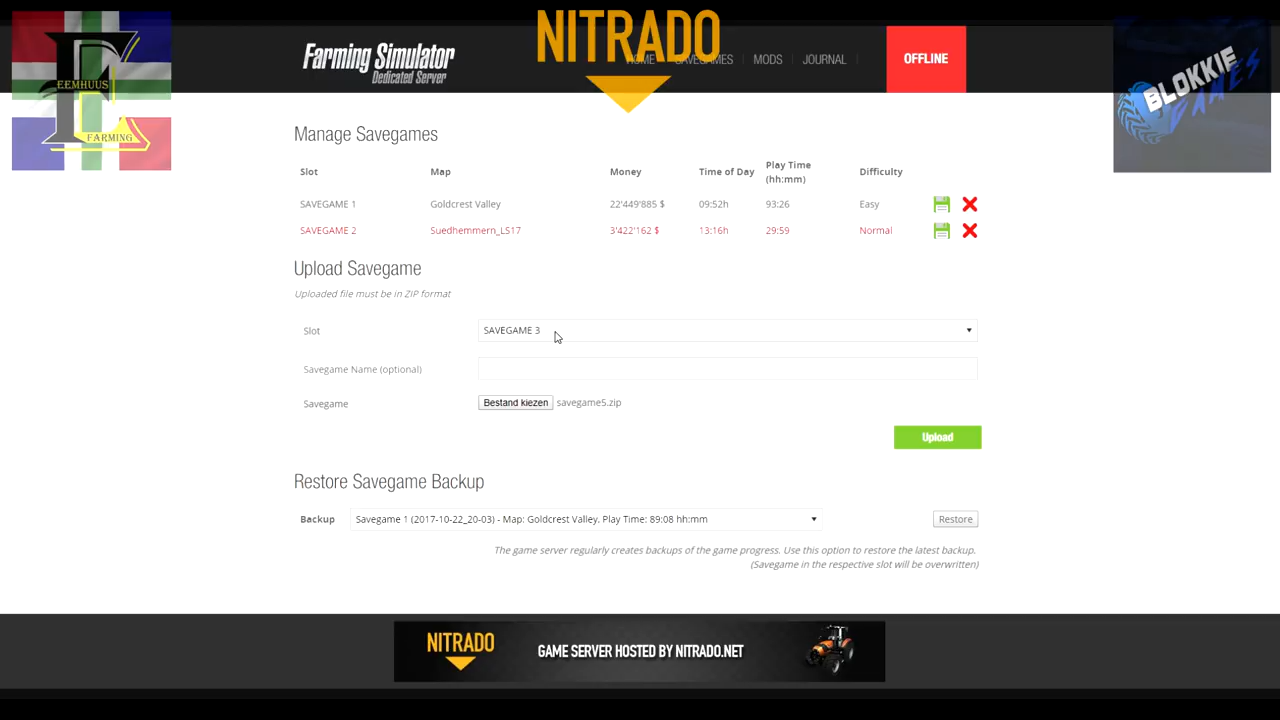 NITRADO
Farming Simulator
Dedicated Server
HOME SAVEGAMES MODS JOURNAL
OFFLINE
EEMHUUS
FARMING
BLOKKIE
GAMES
Manage Savegames
Slot Map Money Time of Day Play Time (hh:mm) Difficulty
SAVEGAME 1 Goldcrest Valley 22'449'885 $ 09:52h 93:26 Easy
SAVEGAME 2 Suedhemmern_LS17 3'422'162 $ 13:16h 29:59 Normal
Upload Savegame
Uploaded file must be in ZIP format
Slot SAVEGAME 3
Savegame Name (optional)
Savegame Bestand kiezen savegame5.zip
Upload
Restore Savegame Backup
Backup Savegame 1 (2017-10-22_20-03) - Map: Goldcrest Valley. Play Time: 89:08 hh:mm Restore
The game server regularly creates backups of the game progress. Use this option to restore the latest backup.
(Savegame in the respective slot will be overwritten)
NITRADO GAME SERVER HOSTED BY NITRADO.NET